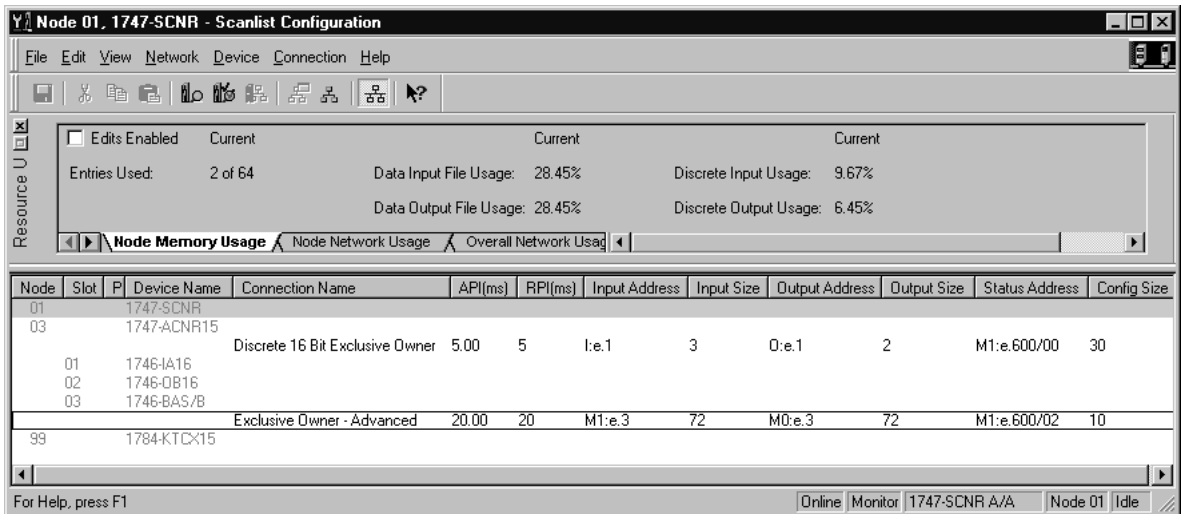 Node 01, 1747-SCNR - Scanlist Configuration
File Edit View Network Device Connection Help
Resource U
Edits Enabled Current Current Current
Entries Used: 2 of 64 Data Input File Usage: 28.45% Discrete Input Usage: 9.67%
Data Output File Usage: 28.45% Discrete Output Usage: 6.45%
Node Memory Usage Node Network Usage Overall Network Usag
Node Slot P Device Name Connection Name API(ms) RPI(ms) Input Address Input Size Output Address Output Size Status Address Config Size
01 1747-SCNR
03 1747-ACNR15
Discrete 16 Bit Exclusive Owner 5.00 5 I:e.1 3 O:e.1 2 M1:e.600/00 30
01 1746-IA16
02 1746-OB16
03 1746-BAS/B
Exclusive Owner - Advanced 20.00 20 M1:e.3 72 M0:e.3 72 M1:e.600/02 10
99 1784-KTCX15
For Help, press F1 Online Monitor 1747-SCNR A/A Node 01 Idle